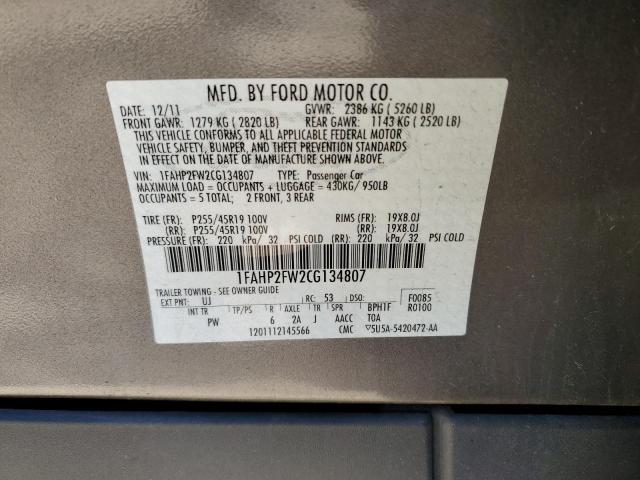 MFD. BY FORD MOTOR CO.
DATE: 12/11 GVWR: 2386 KG ( 5260 LB)
FRONT GAWR: 1279 KG ( 2820 LB) REAR GAWR: 1143 KG ( 2520 LB)
THIS VEHICLE CONFORMS TO ALL APPLICABLE FEDERAL MOTOR
VEHICLE SAFETY, BUMPER, AND THEFT PREVENTION STANDARDS
IN EFFECT ON THE DATE OF MANUFACTURE SHOWN ABOVE.
VIN: 1FAHP2FW2CG134807 TYPE: Passenger Car
MAXIMUM LOAD = OCCUPANTS + LUGGAGE = 430KG/ 950LB
OCCUPANTS = 5 TOTAL; 2 FRONT, 3 REAR
TIRE (FR): P255/45R19 100V RIMS (FR): 19X8.0J
(RR): P255/45R19 100V (RR): 19X8.0J
PRESSURE (FR): 220 kPa/ 32 PSI COLD (RR): 220 kPa/ 32 PSI COLD
1FAHP2FW2CG134807
TRAILER TOWING - SEE OWNER GUIDE
EXT PNT: UJ RC: 53 DSO: F0085
INT TR TP/PS R AXLE TR SPR BPH1F R0100
PW 6 2A J AACC TOA
1201112145566 CMC ▽5U5A-5420472-AA